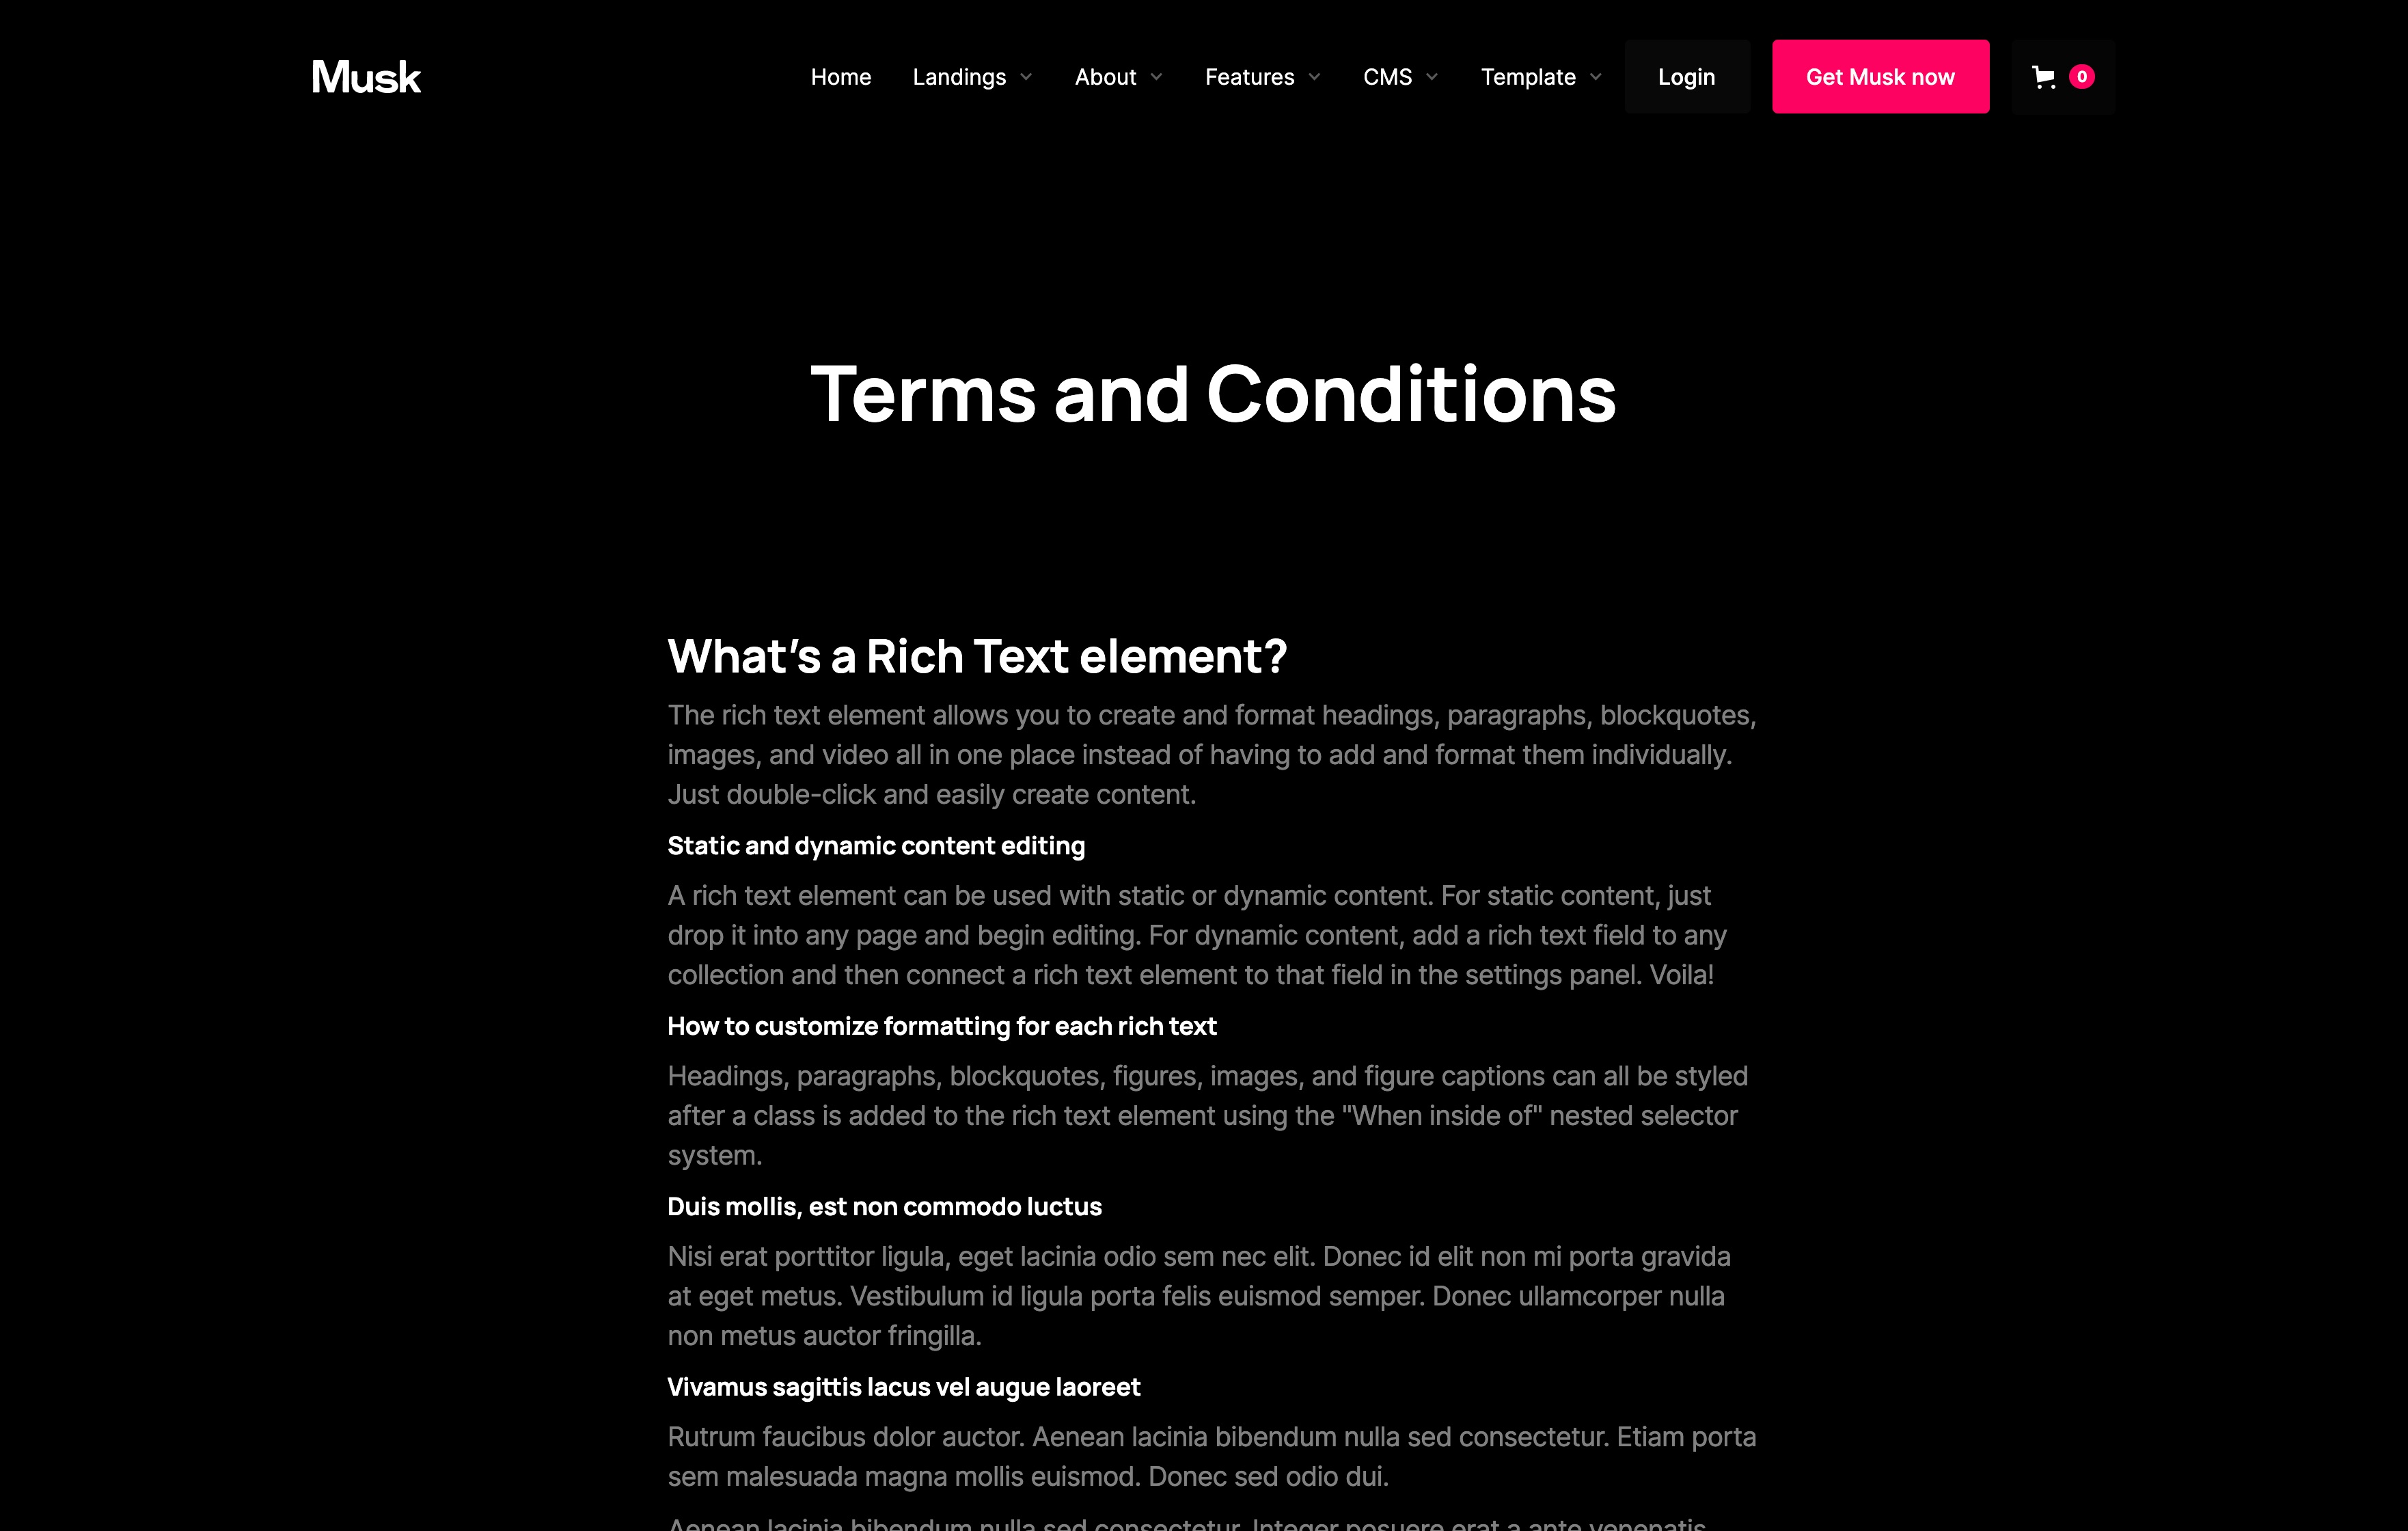 Musk
Home Landings About Features CMS Template Login Get Musk now 0
Terms and Conditions
What's a Rich Text element?
The rich text element allows you to create and format headings, paragraphs, blockquotes,
images, and video all in one place instead of having to add and format them individually.
Just double-click and easily create content.
Static and dynamic content editing
A rich text element can be used with static or dynamic content. For static content, just
drop it into any page and begin editing. For dynamic content, add a rich text field to any
collection and then connect a rich text element to that field in the settings panel. Voila!
How to customize formatting for each rich text
Headings, paragraphs, blockquotes, figures, images, and figure captions can all be styled
after a class is added to the rich text element using the "When inside of" nested selector
system.
Duis mollis, est non commodo luctus
Nisi erat porttitor ligula, eget lacinia odio sem nec elit. Donec id elit non mi porta gravida
at eget metus. Vestibulum id ligula porta felis euismod semper. Donec ullamcorper nulla
non metus auctor fringilla.
Vivamus sagittis lacus vel augue laoreet
Rutrum faucibus dolor auctor. Aenean lacinia bibendum nulla sed consectetur. Etiam porta
sem malesuada magna mollis euismod. Donec sed odio dui.
Aenean lacinia bibendum nulla sed consectetur. Integer posuere erat a ante venenatis